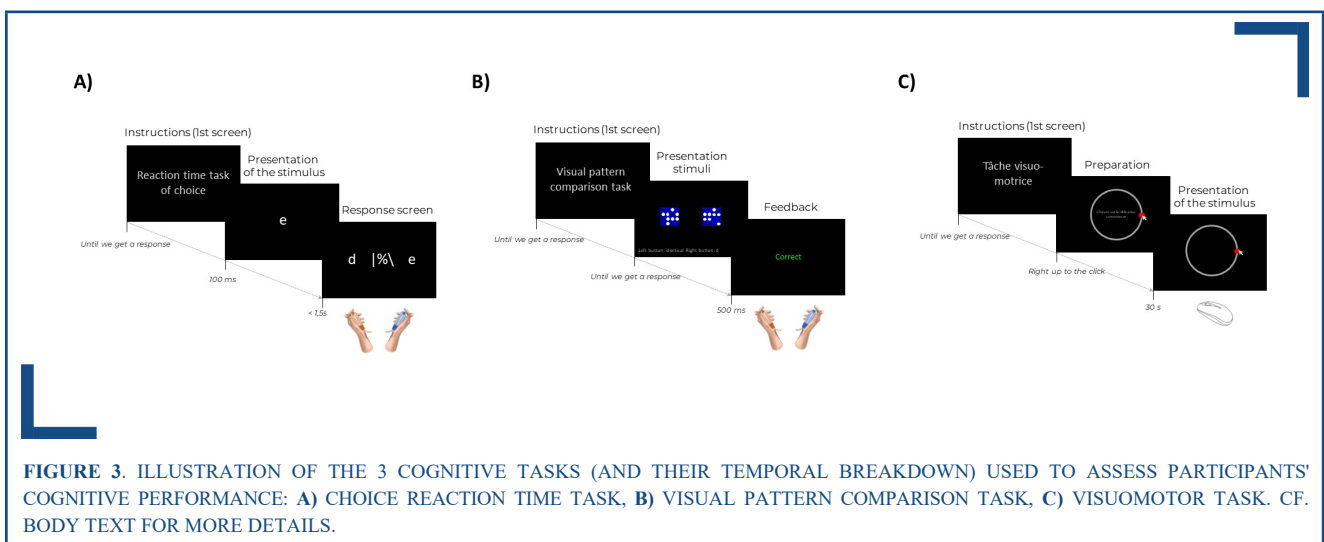 A)
Instructions (1st screen)
Reaction time task
of choice
Until we get a response
Presentation
of the stimulus
e
100 ms
Response screen
d |%\ e
< 1,5s
B)
Instructions (1st screen)
Visual pattern
comparison task
Until we get a response
Presentation
stimuli
Left button: identical Right button: d
Until we get a response
Feedback
Correct
500 ms
C)
Instructions (1st screen)
Tâche visuo-
motrice
Preparation
Right up to the click
Presentation
of the stimulus
30 s
FIGURE 3. ILLUSTRATION OF THE 3 COGNITIVE TASKS (AND THEIR TEMPORAL BREAKDOWN) USED TO ASSESS PARTICIPANTS'
COGNITIVE PERFORMANCE: A) CHOICE REACTION TIME TASK, B) VISUAL PATTERN COMPARISON TASK, C) VISUOMOTOR TASK. CF.
BODY TEXT FOR MORE DETAILS.